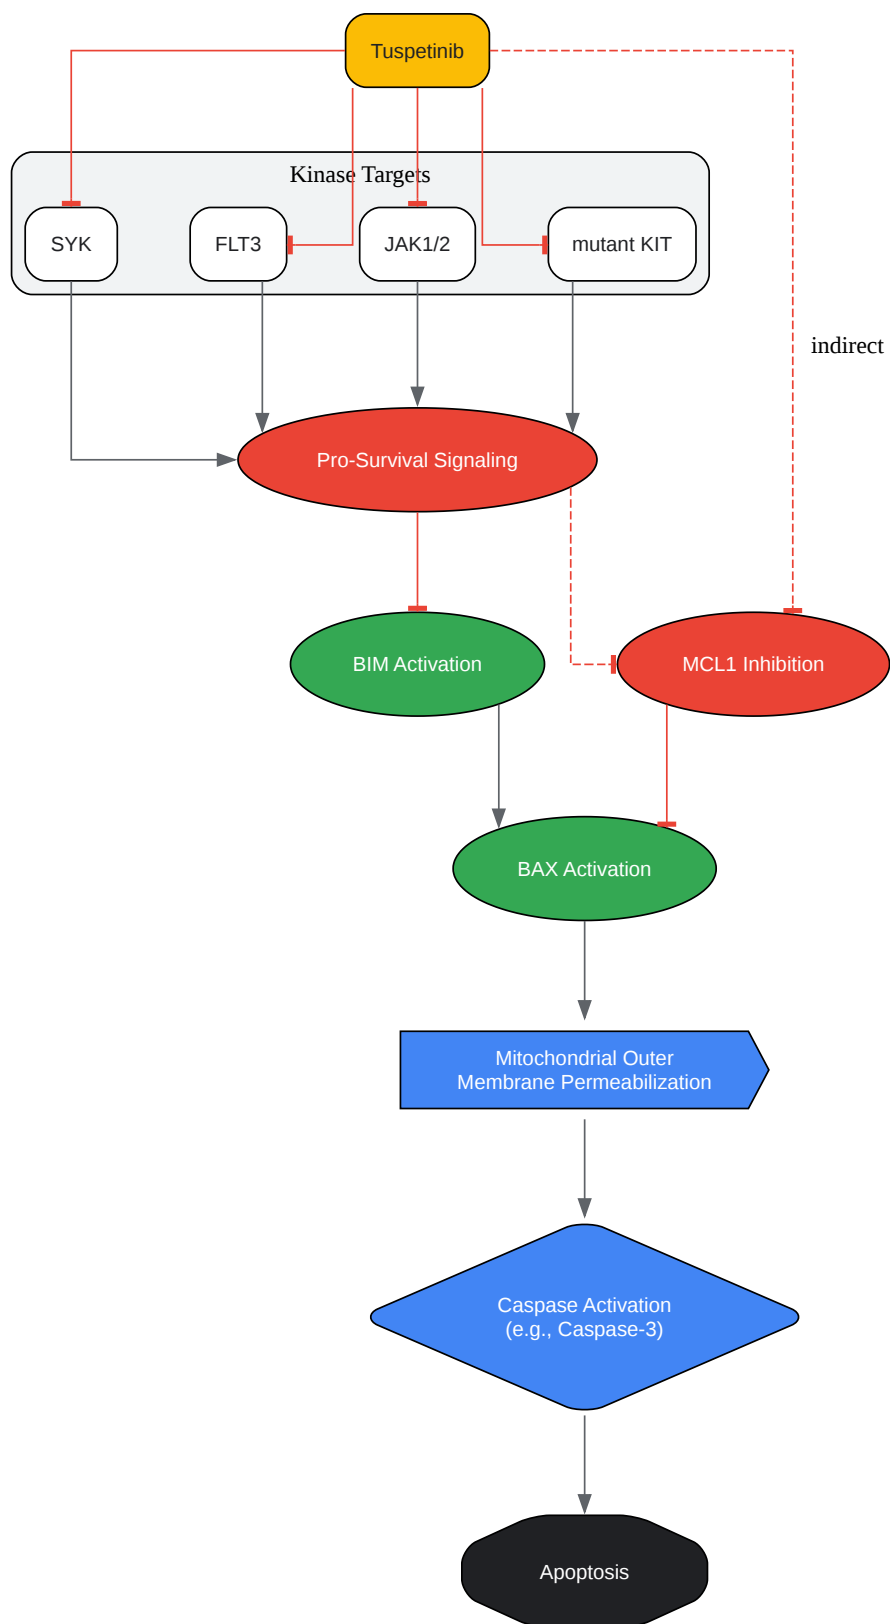 Tuspetinib
Kinase Targets
SYK
FLT3
JAK1/2
mutant KIT
indirect
Pro-Survival Signaling
BIM Activation
MCL1 Inhibition
BAX Activation
Mitochondrial Outer
Membrane Permeabilization
Caspase Activation
(e.g., Caspase-3)
Apoptosis